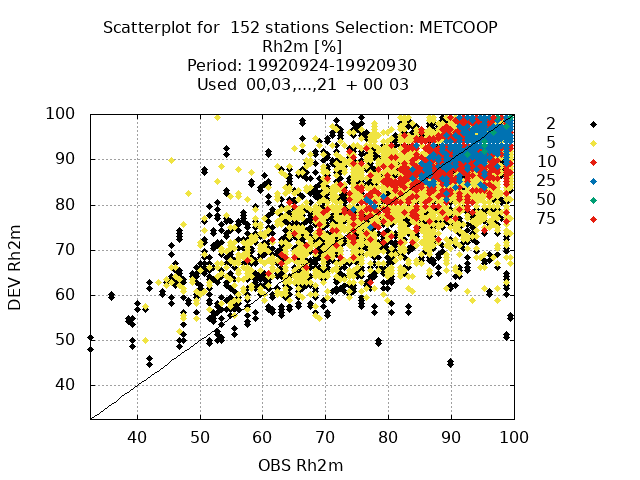 Scatterplot for 152 stations Selection: METCOOP
Rh2m [%]
Period: 19920924-19920930
Used 00,03,...,21 + 00 03
100
90
80
70
60
50
40
DEV Rh2m
40 50 60 70 80 90 100
OBS Rh2m
2
5
10
25
50
75